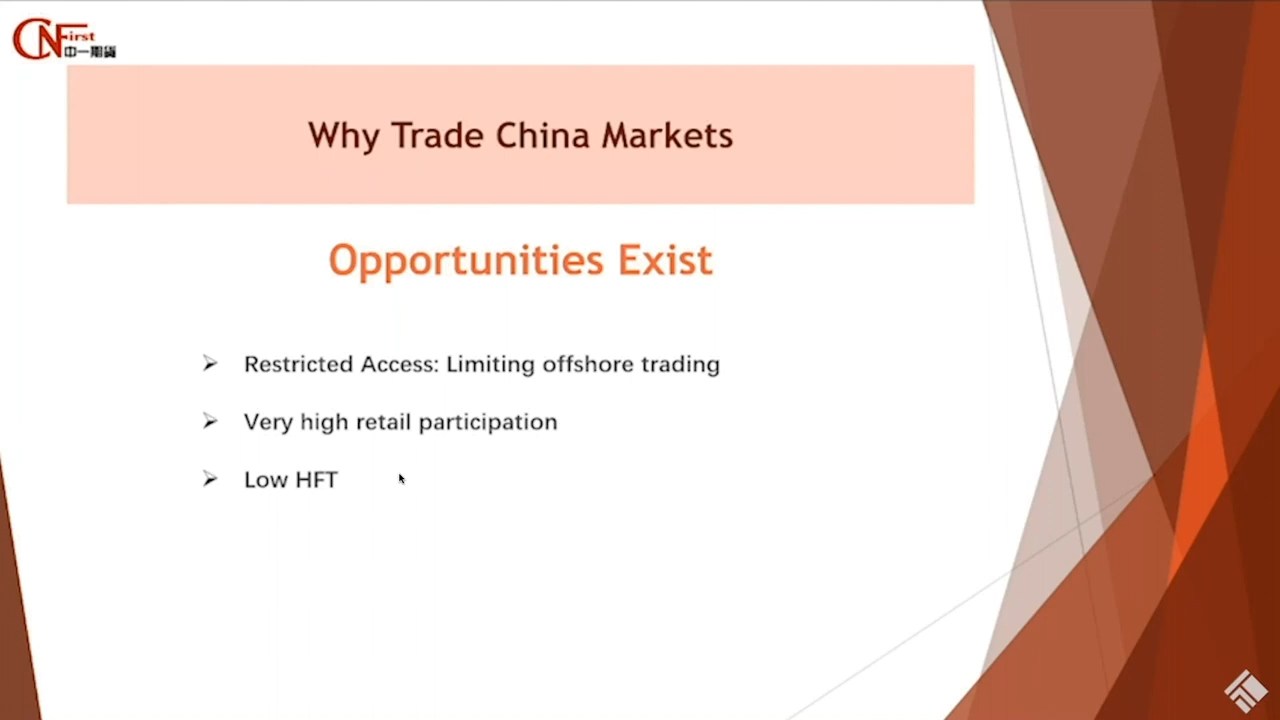 CNFirst
中一期貨
Why Trade China Markets
Opportunities Exist
Restricted Access: Limiting offshore trading
Very high retail participation
Low HFT